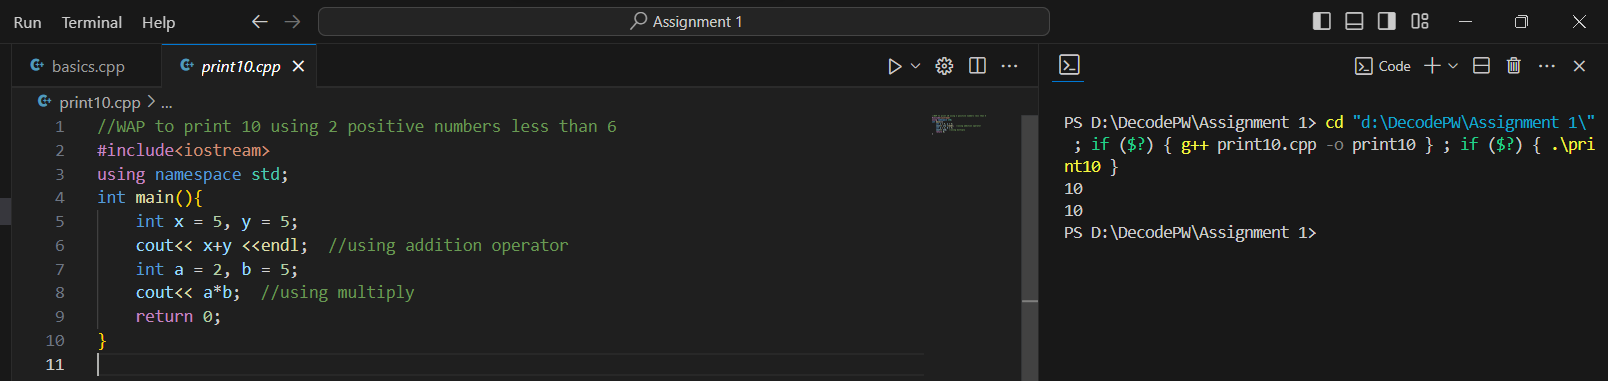 Run Terminal Help
Assignment 1
basics.cpp
print10.cpp
print10.cpp > ...
1 //WAP to print 10 using 2 positive numbers less than 6
2 #include<iostream>
3 using namespace std;
4 int main(){
5     int x = 5, y = 5;
6     cout<< x+y <<endl;  //using addition operator
7     int a = 2, b = 5;
8     cout<< a*b;  //using multiply
9     return 0;
10 }
11
Code
PS D:\DecodePW\Assignment 1> cd "d:\DecodePW\Assignment 1\"
 ; if ($?) { g++ print10.cpp -o print10 } ; if ($?) { .\pri
nt10 }
10
10
PS D:\DecodePW\Assignment 1>